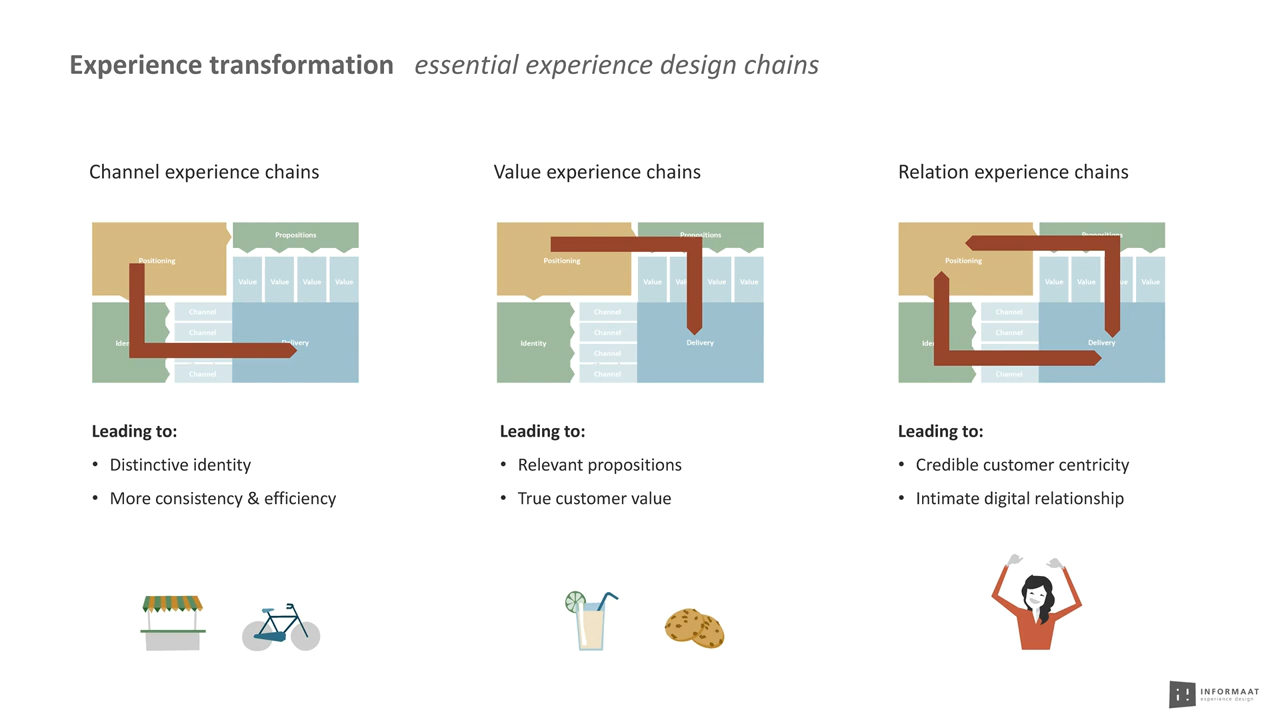 Experience transformation essential experience design chains
Channel experience chains
Positioning
Propositions
Value Value Value Value
Channel
Channel
Channel
Delivery
Leading to:
• Distinctive identity
• More consistency & efficiency
Value experience chains
Positioning
Value Value Value
Identity
Channel
Channel
Channel
Channel
Delivery
Leading to:
• Relevant propositions
• True customer value
Relation experience chains
Positioning
Propositions
Value Value Value
Channel
Channel
Channel
Delivery
Leading to:
• Credible customer centricity
• Intimate digital relationship
i! INFORMAAT
experience design